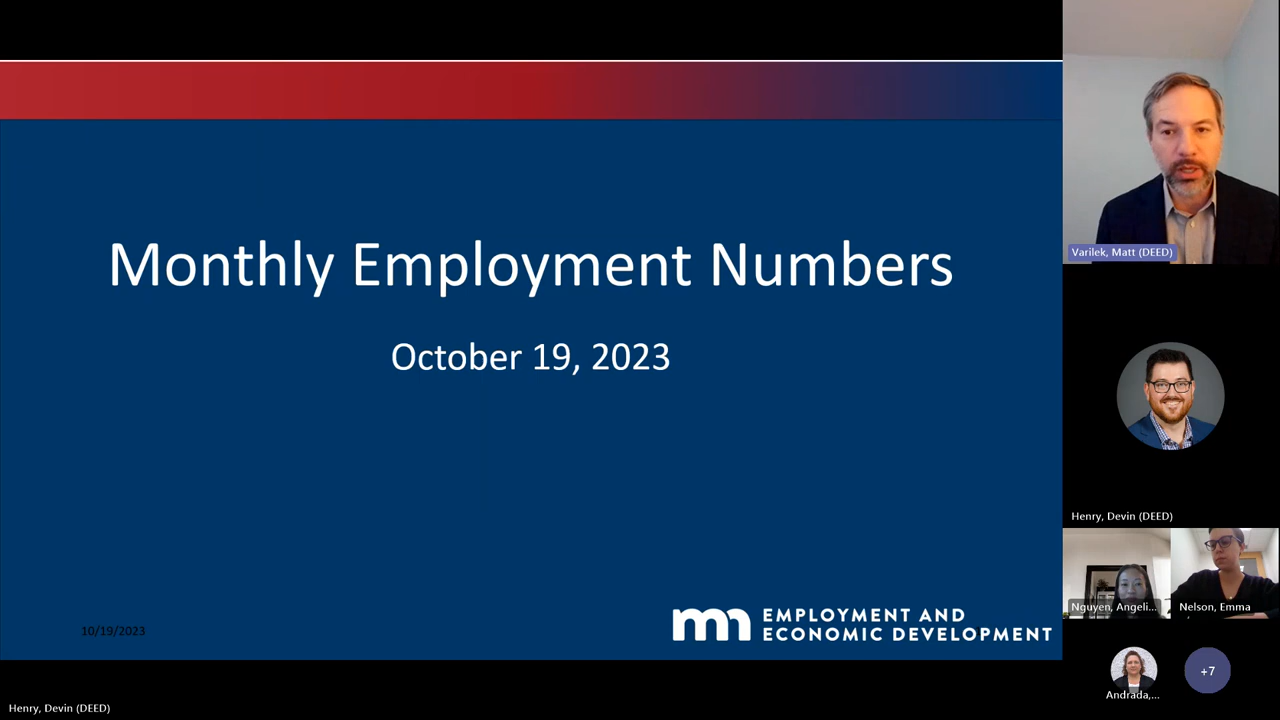 Monthly Employment Numbers
October 19, 2023
10/19/2023
mn EMPLOYMENT AND
ECONOMIC DEVELOPMENT
Henry, Devin (DEED)
Varilek, Matt (DEED)
Henry, Devin (DEED)
Nguyen, Angeli...
Nelson, Emma
Andrada,...
+7